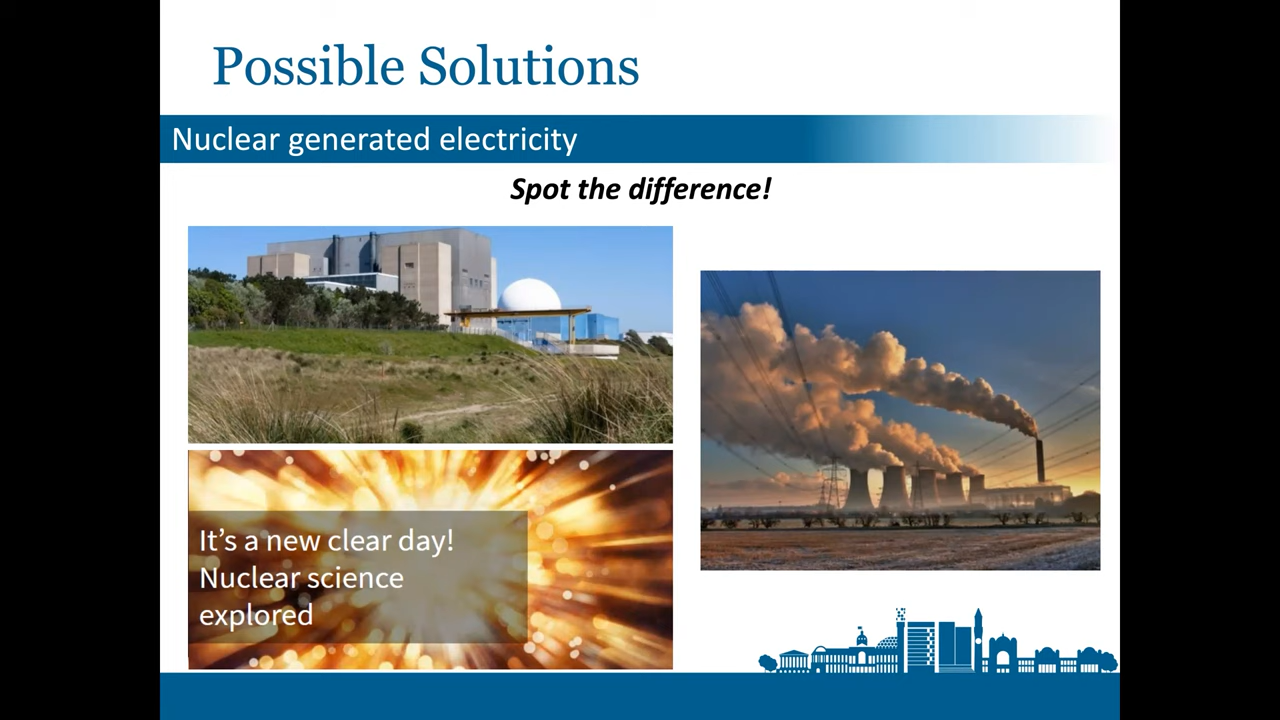 Possible Solutions
Nuclear generated electricity
Spot the difference!
It’s a new clear day!
Nuclear science
explored